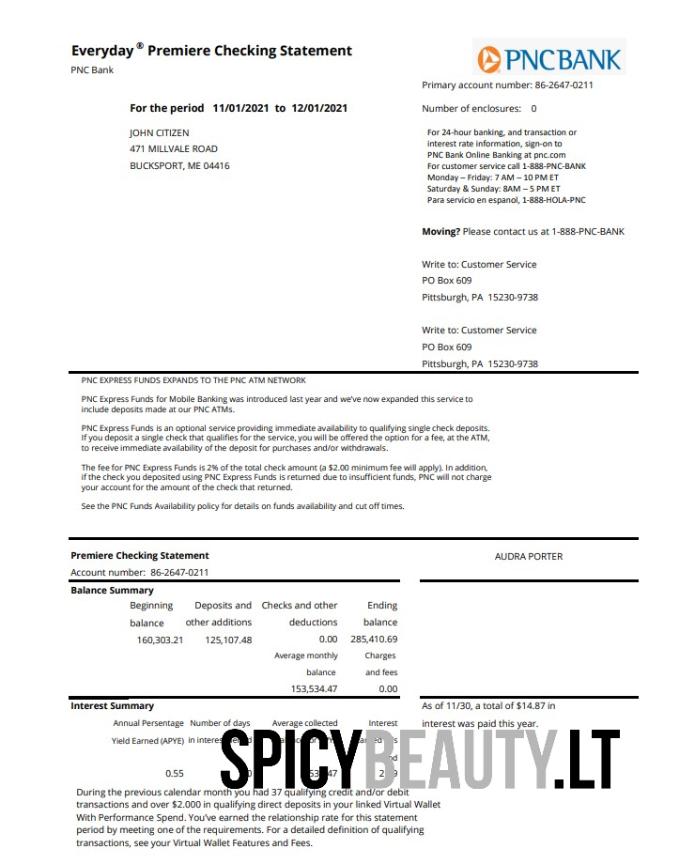 Everyday ® Premiere Checking Statement
PNC Bank
PNCBANK
Primary account number: 86-2647-0211
For the period 11/01/2021 to 12/01/2021
Number of enclosures: 0
JOHN CITIZEN
471 MILLVALE ROAD
BUCKSPORT, ME 04416
For 24-hour banking, and transaction or
interest rate information, sign-on to
PNC Bank Online Banking at pnc.com
For customer service call 1-888-PNC-BANK
Monday – Friday: 7 AM – 10 PM ET
Saturday & Sunday: 8AM – 5 PM ET
Para servicio en espanol, 1-888-HOLA-PNC
Moving? Please contact us at 1-888-PNC-BANK
Write to: Customer Service
PO Box 609
Pittsburgh, PA 15230-9738
Write to: Customer Service
PO Box 609
Pittsburgh, PA 15230-9738
PNC EXPRESS FUNDS EXPANDS TO THE PNC ATM NETWORK
PNC Express Funds for Mobile Banking was introduced last year and we've now expanded this service to
include deposits made at our PNC ATMs.
PNC Express Funds is an optional service providing immediate availability to qualifying single check deposits.
If you deposit a single check that qualifies for the service, you will be offered the option for a fee, at the ATM,
to receive immediate availability of the deposit for purchases and/or withdrawals.
The fee for PNC Express Funds is 2% of the total check amount (a $2.00 minimum fee will apply). In addition,
if the check you deposited using PNC Express Funds is returned due to insufficient funds, PNC will not charge
your account for the amount of the check that returned.
See the PNC Funds Availability policy for details on funds availability and cut off times.
Premiere Checking Statement
AUDRA PORTER
Account number: 86-2647-0211
Balance Summary
Beginning Deposits and Checks and other Ending
balance other additions deductions balance
160,303.21 125,107.48 0.00 285,410.69
Average monthly Charges
balance and fees
153,534.47 0.00
Interest Summary
As of 11/30, a total of $14.87 in
interest was paid this year.
Annual Percentage Number of days Average collected Interest
Yield Earned (APYE) in interest
0.55
SPICYBEAUTY.LT
During the previous calendar month you had 37 qualifying credit and/or debit
transactions and over $2.000 in qualifying direct deposits in your linked Virtual Wallet
With Performance Spend. You've earned the relationship rate for this statement
period by meeting one of the requirements. For a detailed definition of qualifying
transactions, see your Virtual Wallet Features and Fees.